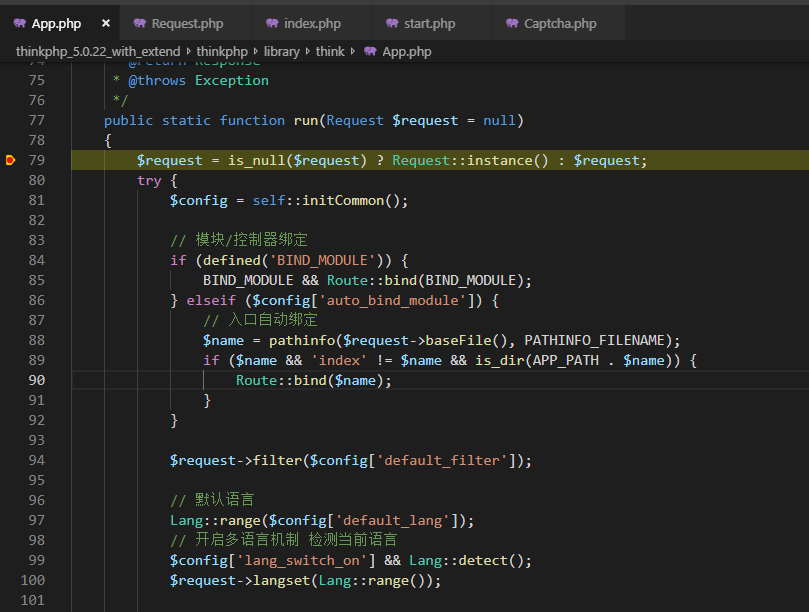 App.php × Request.php index.php start.php Captcha.php
thinkphp_5.0.22_with_extend › thinkphp › library › think › App.php
74 * @return Response
75 * @throws Exception
76 */
77 public static function run(Request $request = null)
78 {
79 $request = is_null($request) ? Request::instance() : $request;
80 try {
81 $config = self::initCommon();
82
83 // 模块/控制器绑定
84 if (defined('BIND_MODULE')) {
85 BIND_MODULE && Route::bind(BIND_MODULE);
86 } elseif ($config['auto_bind_module']) {
87 // 入口自动绑定
88 $name = pathinfo($request->baseFile(), PATHINFO_FILENAME);
89 if ($name && 'index' != $name && is_dir(APP_PATH . $name)) {
90 Route::bind($name);
91 }
92 }
93
94 $request->filter($config['default_filter']);
95
96 // 默认语言
97 Lang::range($config['default_lang']);
98 // 开启多语言机制 检测当前语言
99 $config['lang_switch_on'] && Lang::detect();
100 $request->langset(Lang::range());
101